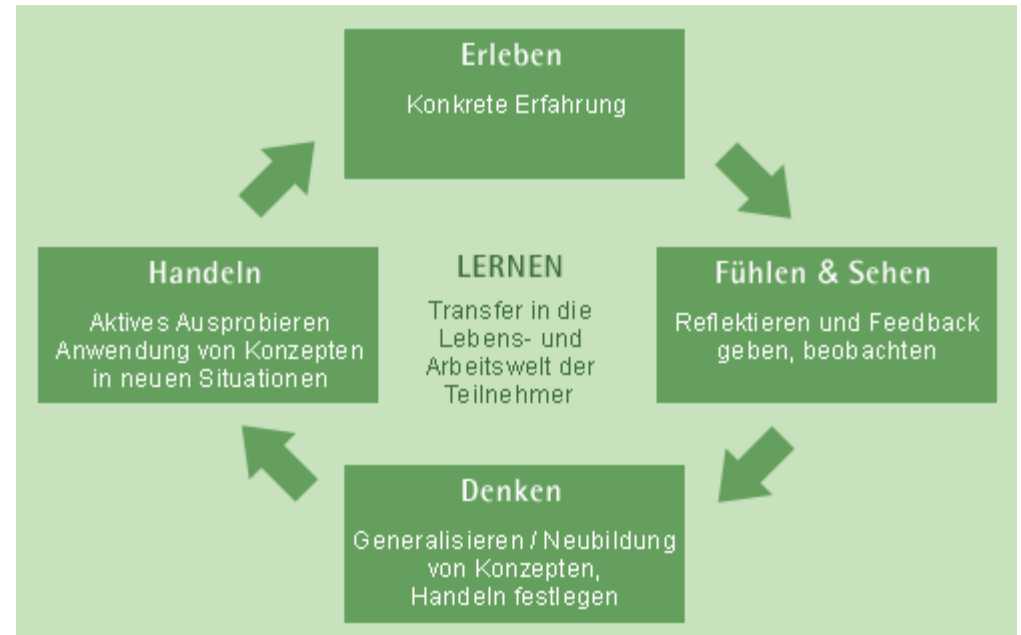 Erleben
Konkrete Erfahrung
Handeln
Aktives Ausprobieren
Anwendung von Konzepten
in neuen Situationen
LERNEN
Transfer in die
Lebens- und
Arbeitswelt der
Teilnehmer
Fühlen & Sehen
Reflektieren und Feedback
geben, beobachten
Denken
Generalisieren / Neubildung
von Konzepten,
Handeln festlegen